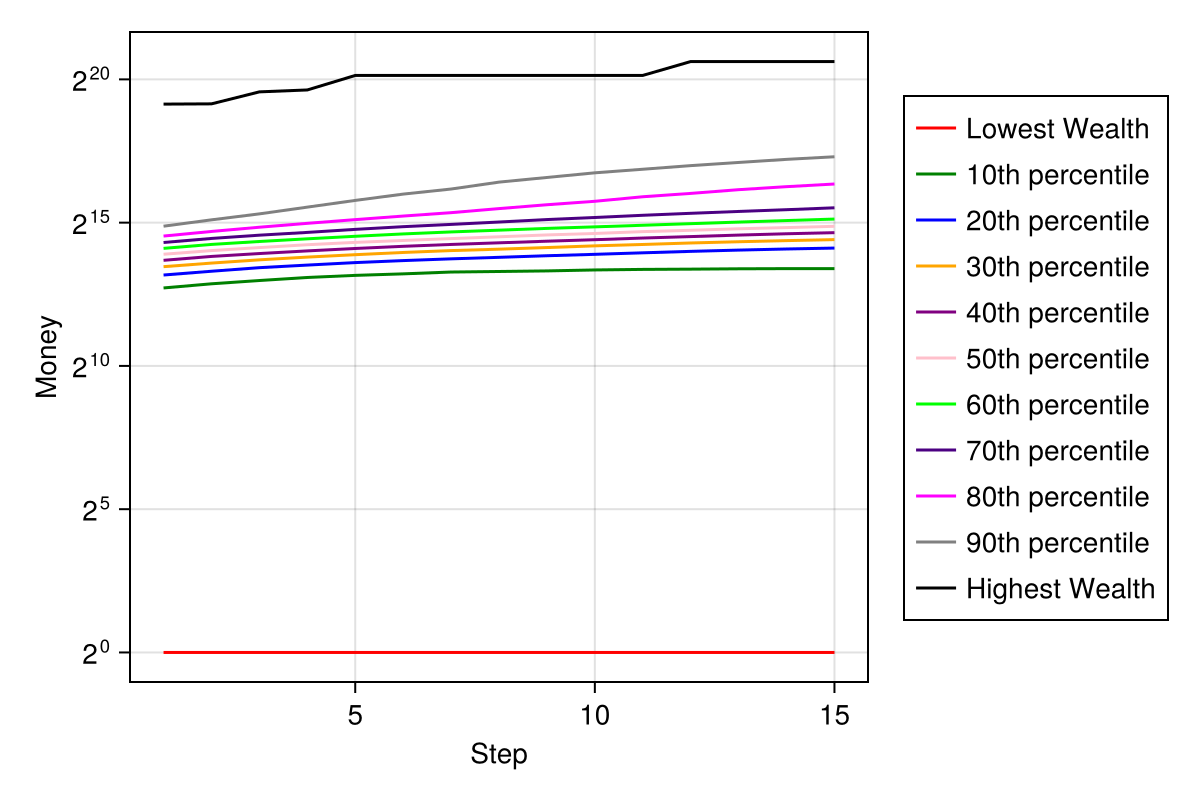 2^20
2^15
2^10
2^5
2^0
Money
5 10 15
Step
Lowest Wealth
10th percentile
20th percentile
30th percentile
40th percentile
50th percentile
60th percentile
70th percentile
80th percentile
90th percentile
Highest Wealth